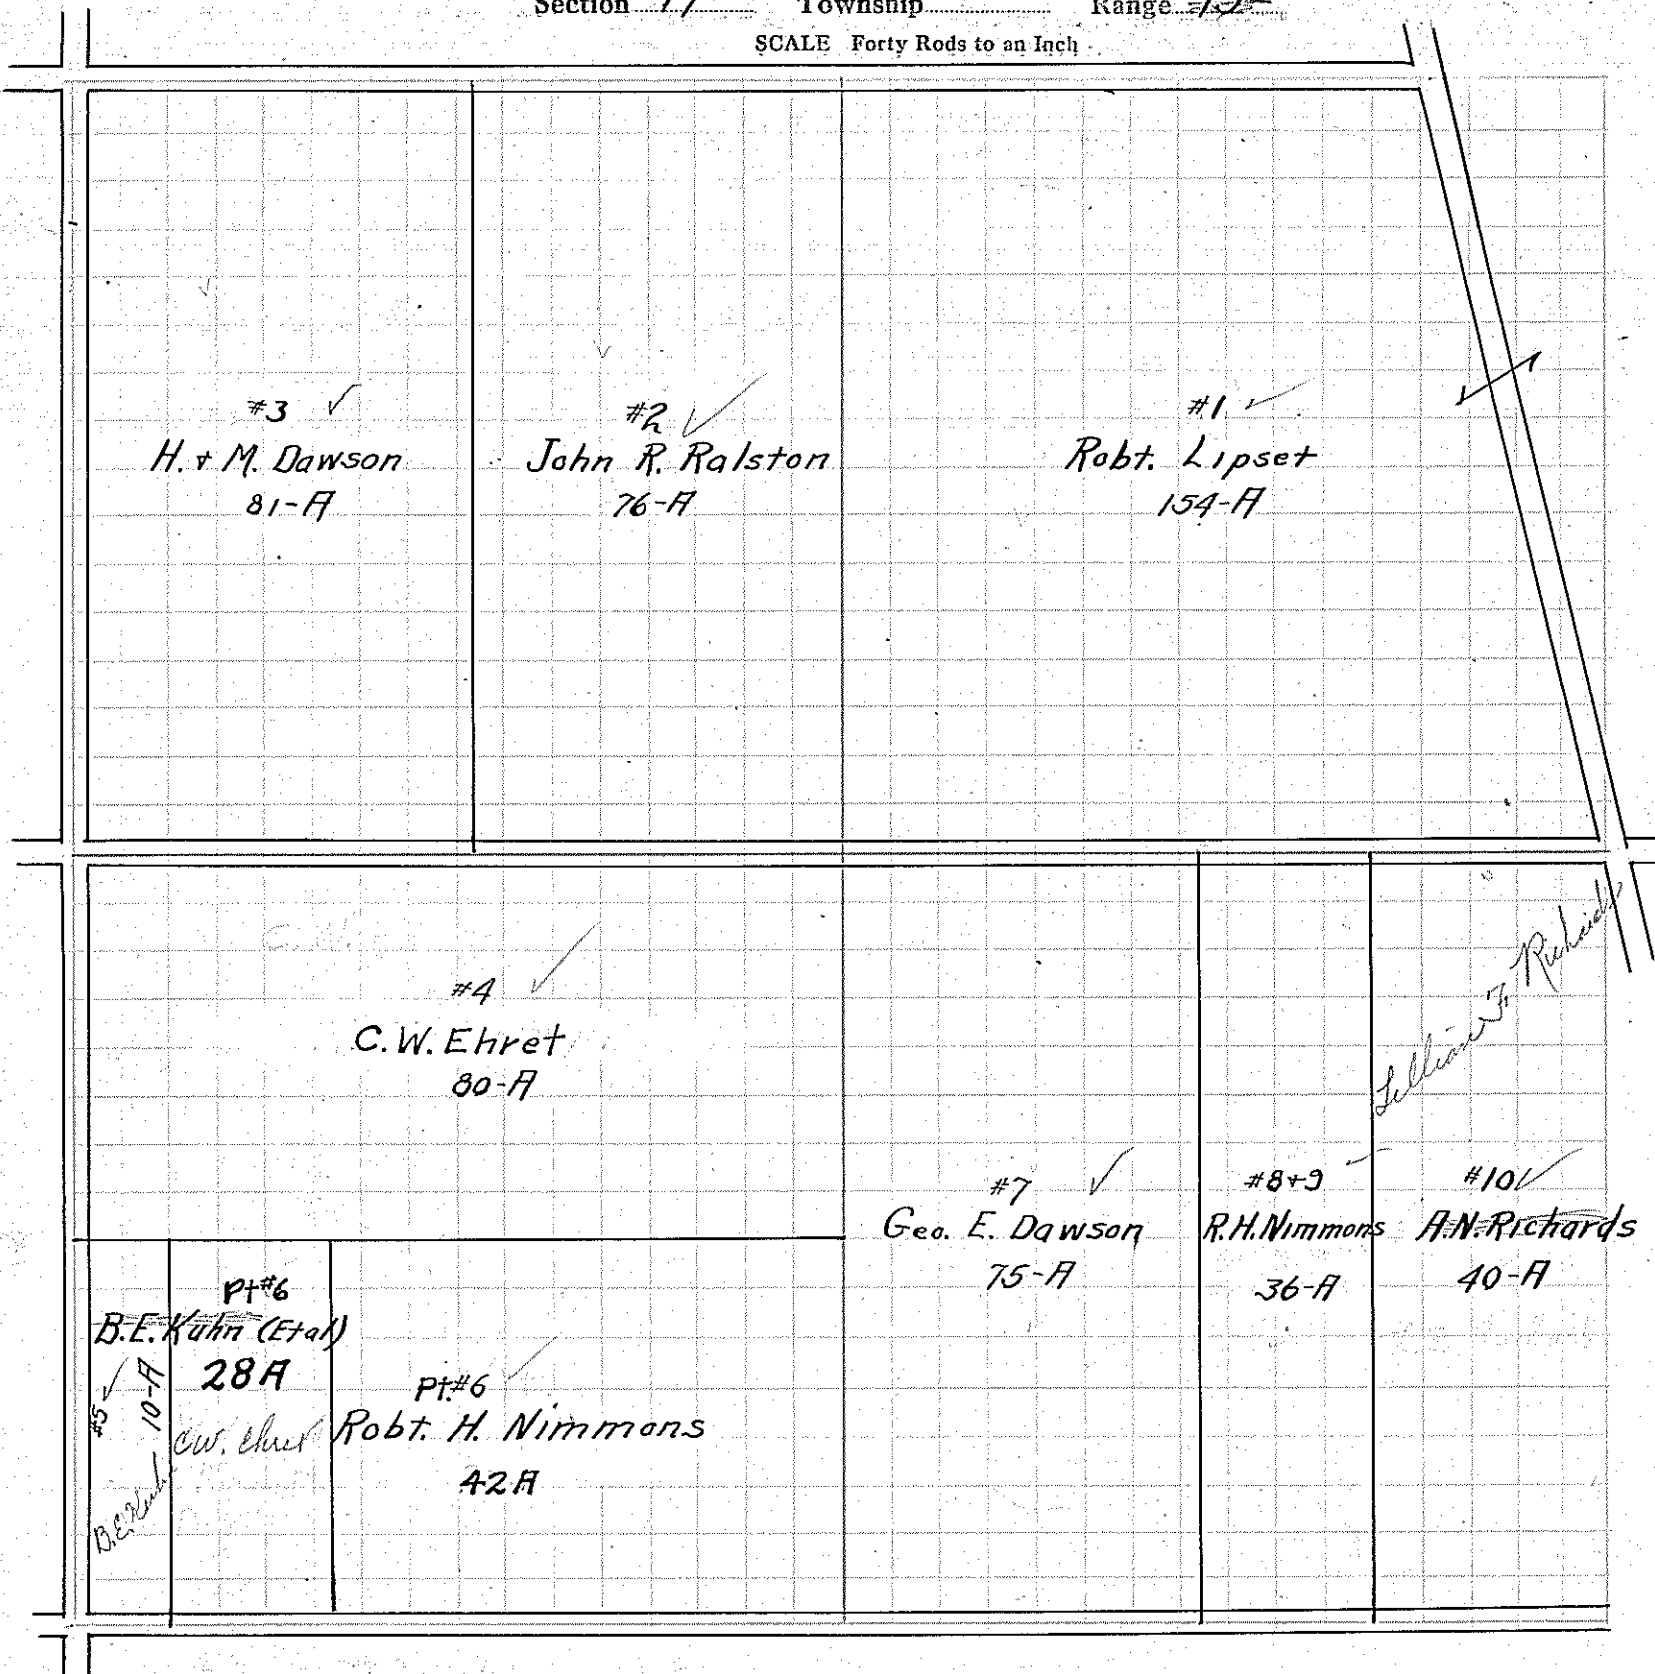 Section 17 Township Range
SCALE Forty Rods to an Inch
#3
H. + M. Dawson
81-A
#2
John R. Ralston
76-A
#1
Robt. Lipset
154-A
#4
C.W. Ehret
80-A
#7
Geo. E. Dawson
75-A
#8+9
R.H. Nimmons
36-A
Lillian F. Richards
#10
A.N. Richards
40-A
Pt #6
B.E. Kuhn (Etal)
28A
C.W. Ehret
#5
10-A
B.E. Kuhn
Pt. #6
Robt. H. Nimmons
42A